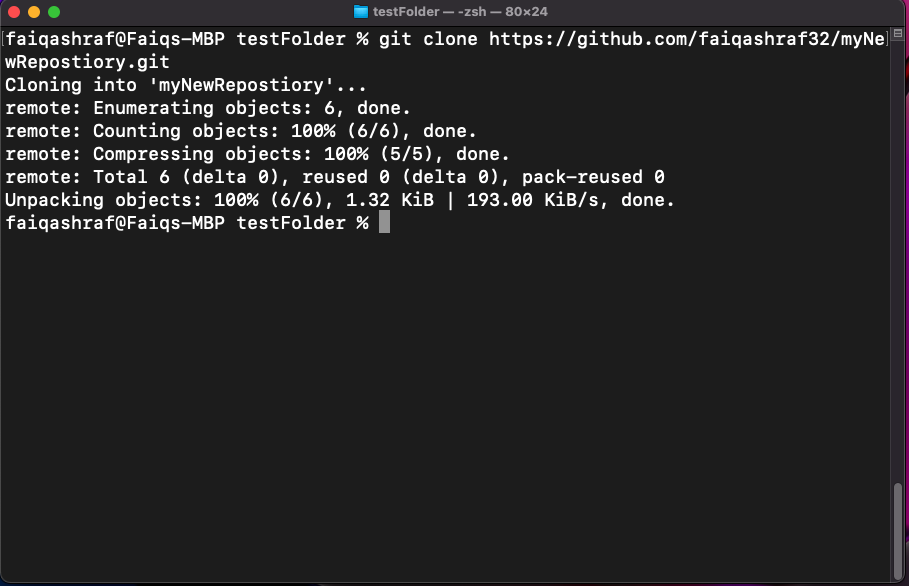 testFolder — -zsh — 80×24
faiqashraf@Faiqs-MBP testFolder % git clone https://github.com/faiqashraf32/myNe
wRepostiory.git
Cloning into 'myNewRepostiory'...
remote: Enumerating objects: 6, done.
remote: Counting objects: 100% (6/6), done.
remote: Compressing objects: 100% (5/5), done.
remote: Total 6 (delta 0), reused 0 (delta 0), pack-reused 0
Unpacking objects: 100% (6/6), 1.32 KiB | 193.00 KiB/s, done.
faiqashraf@Faiqs-MBP testFolder %